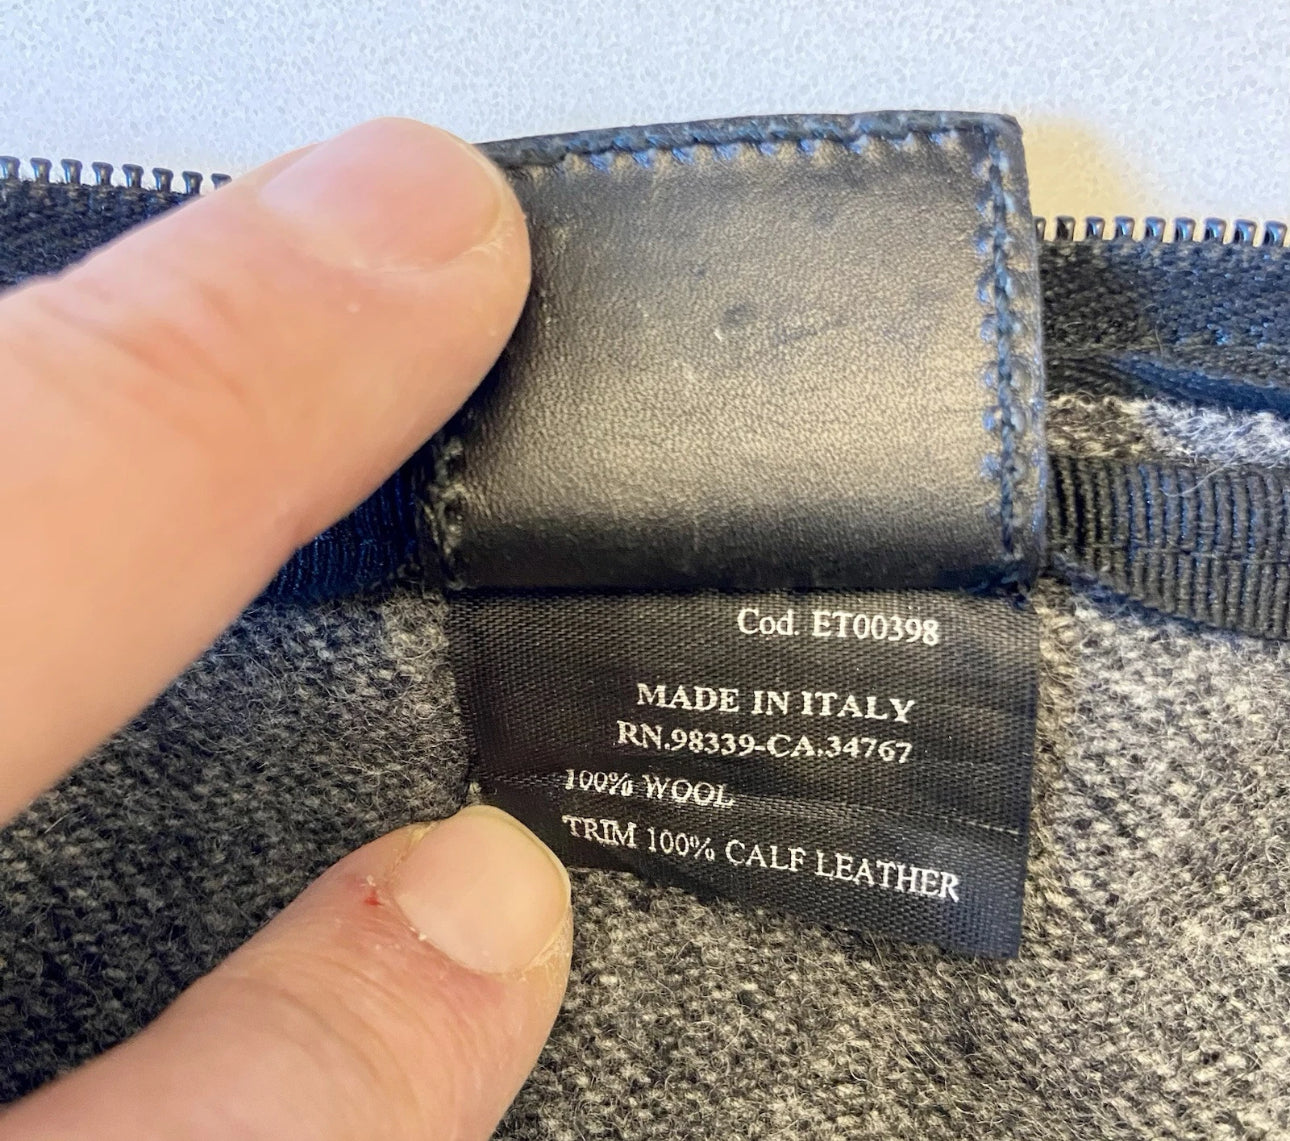 Cod. ET00398
MADE IN ITALY
RN.98339-CA.34767
100% WOOL
TRIM 100% CALF LEATHER